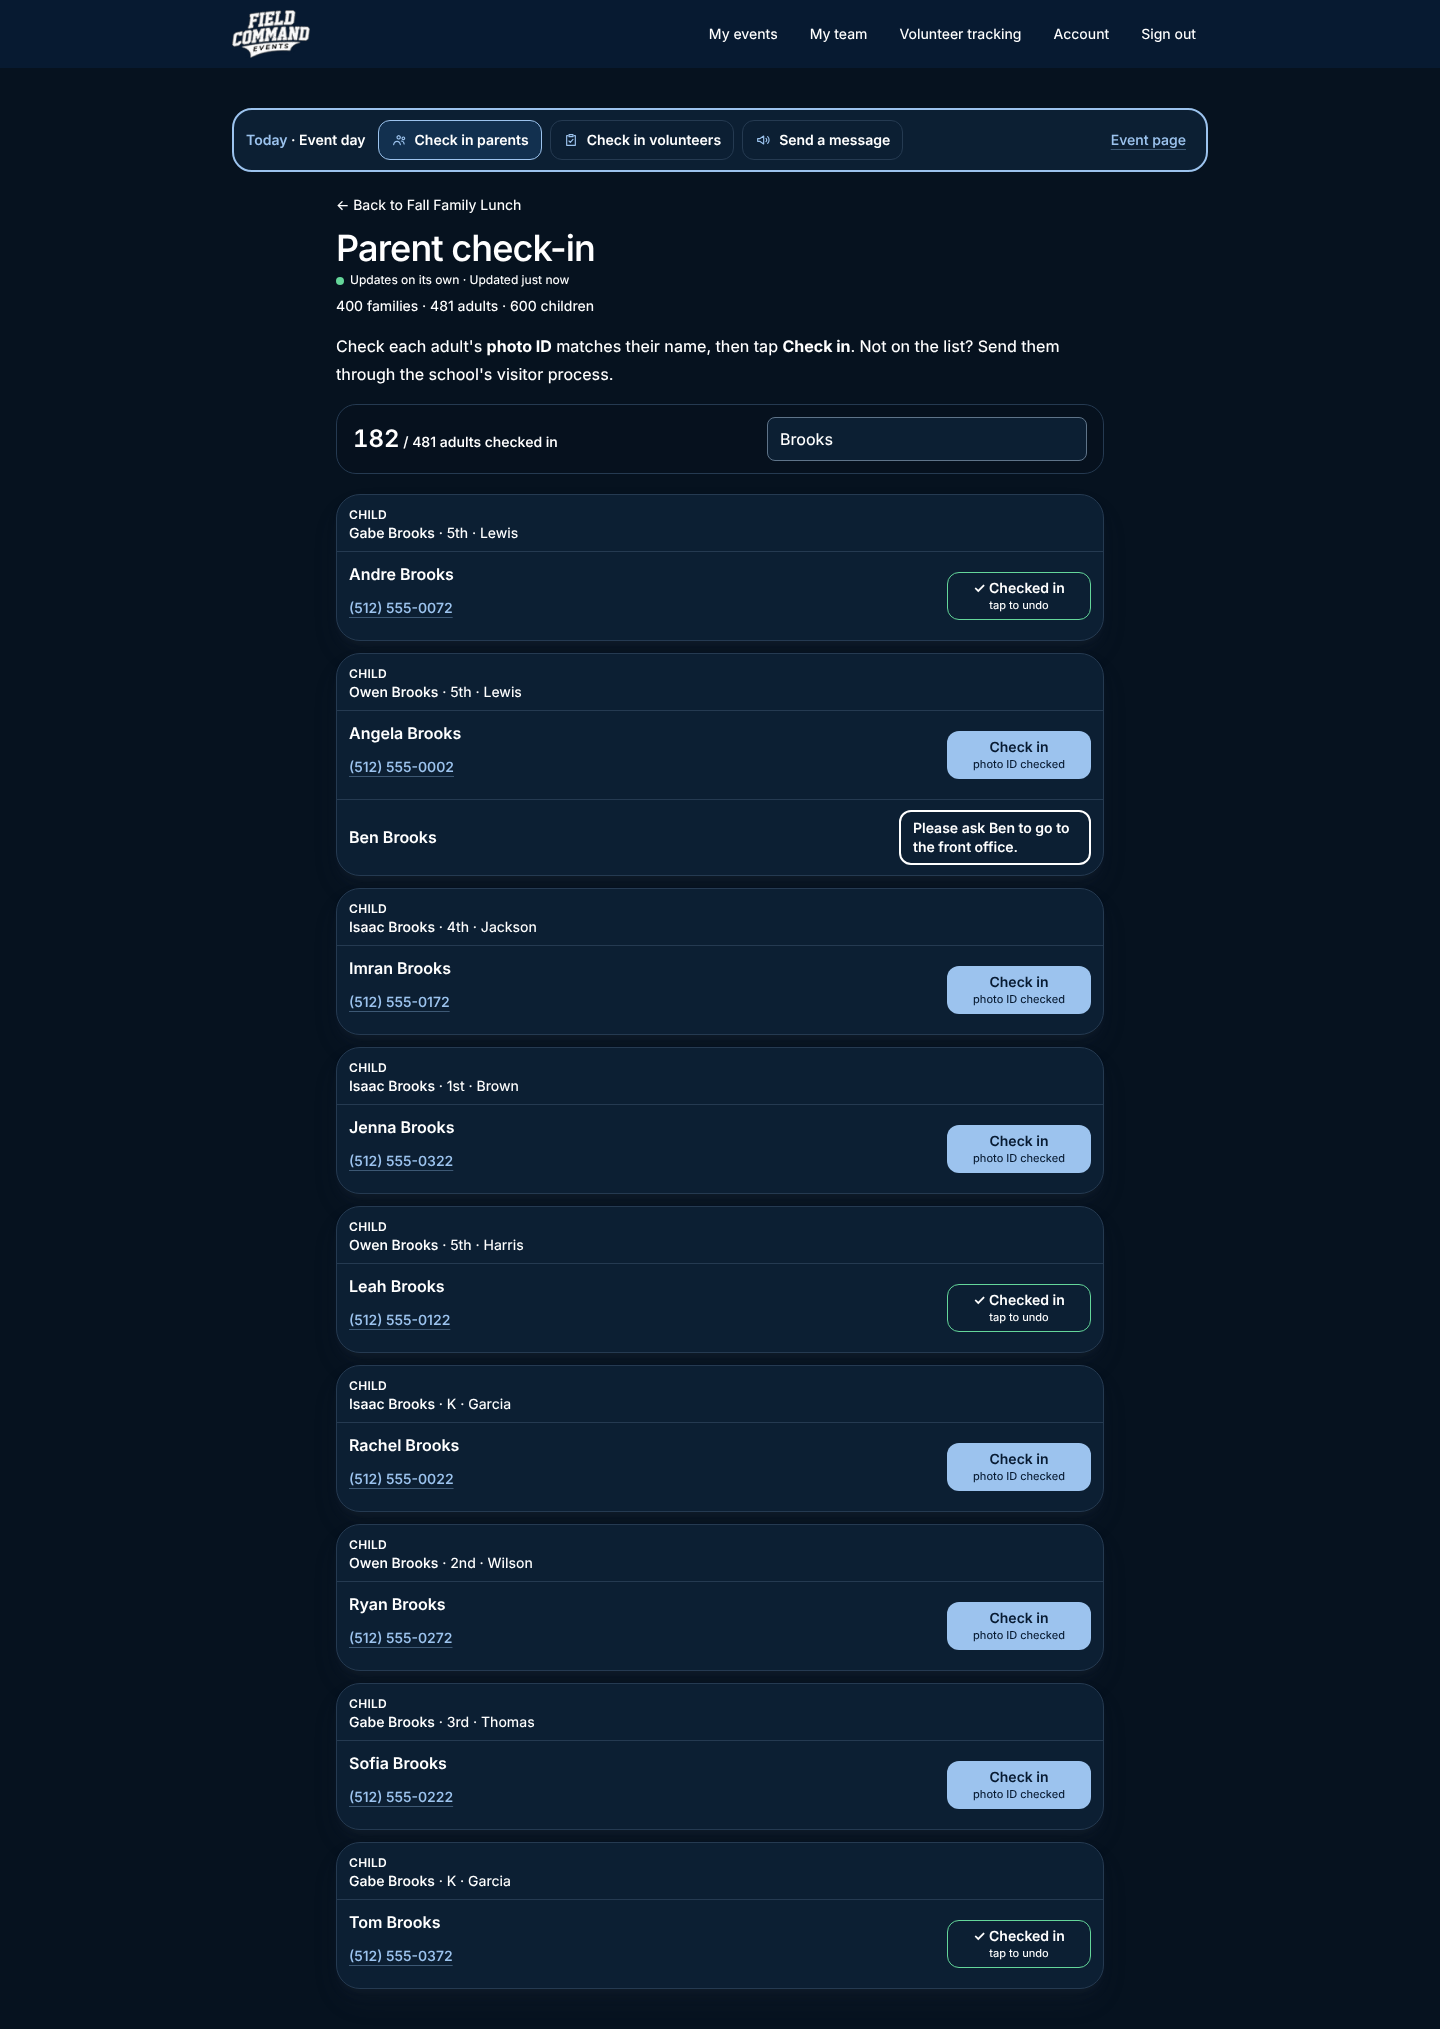 FIELD
COMMAND
EVENTS
My events
My team
Volunteer tracking
Account
Sign out
Today · Event day
Check in parents
Check in volunteers
Send a message
Event page
← Back to Fall Family Lunch
Parent check-in
Updates on its own · Updated just now
400 families · 481 adults · 600 children
Check each adult's photo ID matches their name, then tap Check in. Not on the list? Send them
through the school's visitor process.
182 / 481 adults checked in
Brooks
CHILD
Gabe Brooks · 5th · Lewis
Andre Brooks
(512) 555-0072
✓ Checked in
tap to undo
CHILD
Owen Brooks · 5th · Lewis
Angela Brooks
(512) 555-0002
Check in
photo ID checked
Ben Brooks
Please ask Ben to go to
the front office.
CHILD
Isaac Brooks · 4th · Jackson
Imran Brooks
(512) 555-0172
Check in
photo ID checked
CHILD
Isaac Brooks · 1st · Brown
Jenna Brooks
(512) 555-0322
Check in
photo ID checked
CHILD
Owen Brooks · 5th · Harris
Leah Brooks
(512) 555-0122
✓ Checked in
tap to undo
CHILD
Isaac Brooks · K · Garcia
Rachel Brooks
(512) 555-0022
Check in
photo ID checked
CHILD
Owen Brooks · 2nd · Wilson
Ryan Brooks
(512) 555-0272
Check in
photo ID checked
CHILD
Gabe Brooks · 3rd · Thomas
Sofia Brooks
(512) 555-0222
Check in
photo ID checked
CHILD
Gabe Brooks · K · Garcia
Tom Brooks
(512) 555-0372
✓ Checked in
tap to undo